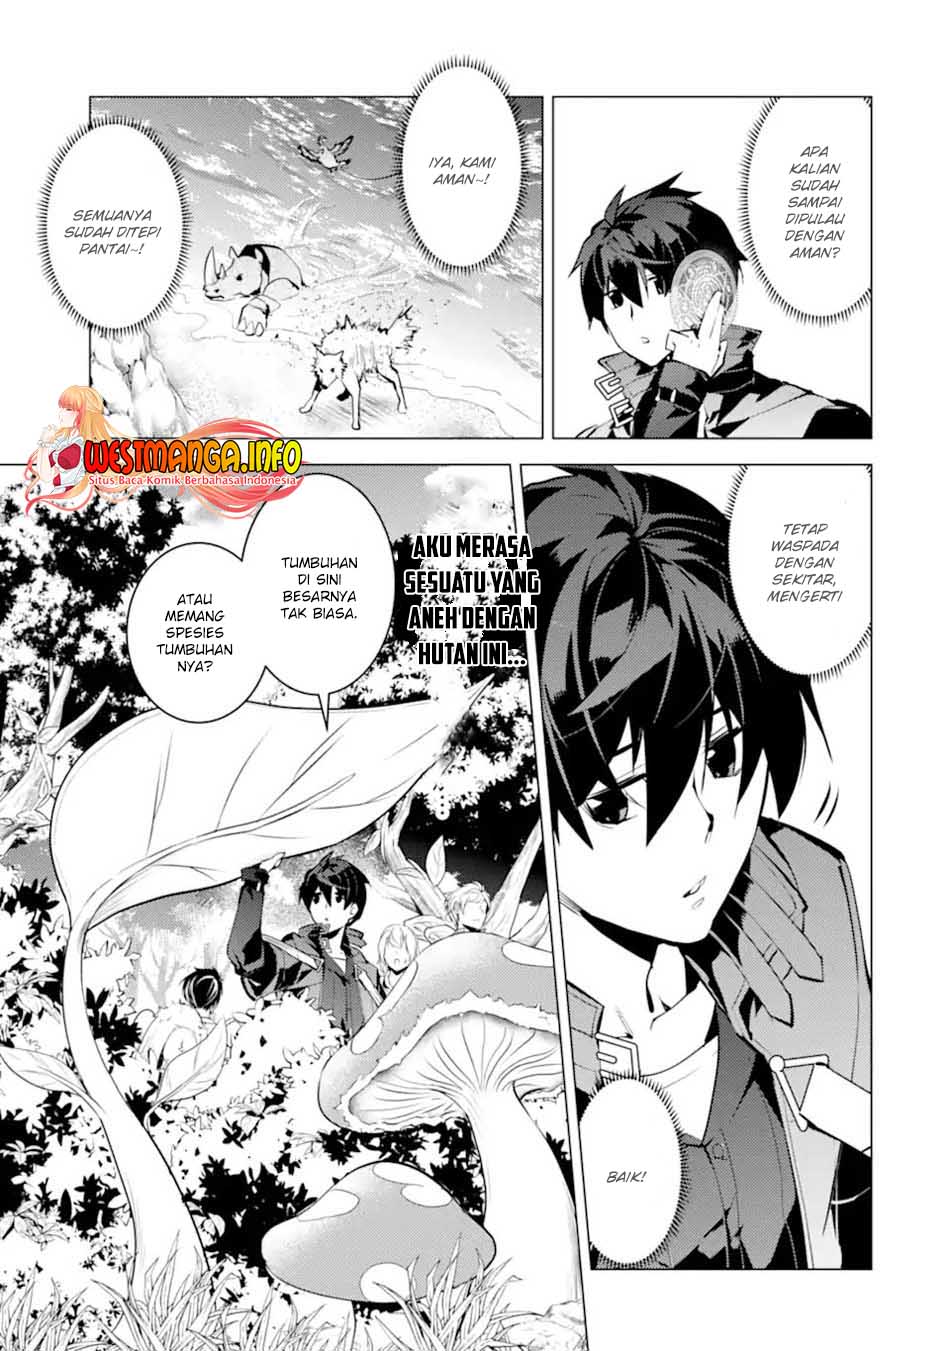 APA
KALIAN
SUDAH
SAMPAI
DIPULAU
DENGAN
AMAN?
IYA, KAMI
AMAN~!
SEMUANYA
SUDAH DITEPI
PANTAI~!
WESTMANGA.INFO
Situs Baca Komik Berbahasa Indonesia
TETAP
WASPADA
DENGAN
SEKITAR,
MENGERTI
BAIK!
AKU MERASA
SESUATU YANG
ANEH DENGAN
HUTAN INI...
TUMBUHAN
DI SINI
BESARNYA
TAK BIASA.
ATAU
MEMANG
SPESIES
TUMBUHAN
NYA?